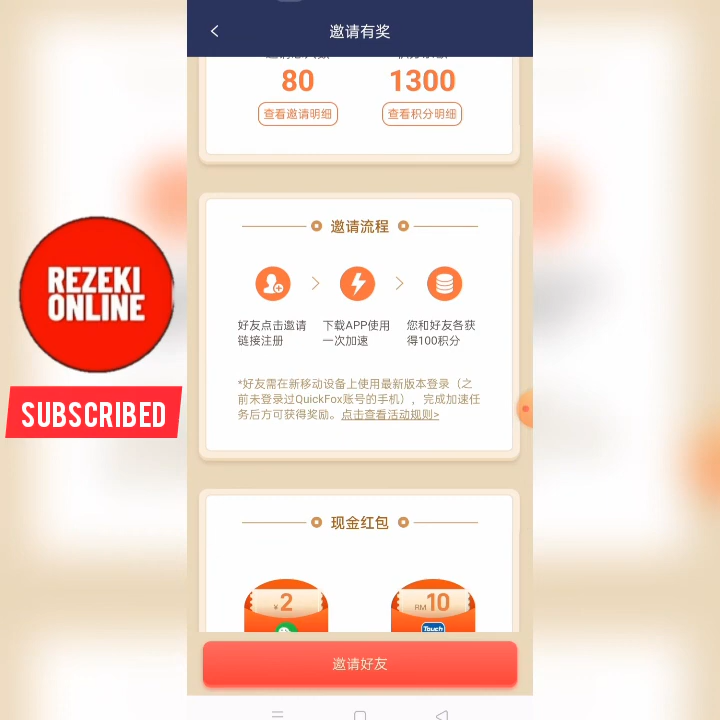 邀请有奖
80
1300
查看邀请明细
查看积分明细
邀请流程
REZEKI
ONLINE
好友点击邀请
链接注册
下载APP使用
一次加速
您和好友各获
得100积分
SUBSCRIBED
*好友需在新移动设备上使用最新版本登录（之
前未登录过QuickFox账号的手机），完成加速任
务后方可获得奖励。点击查看活动规则>
现金红包
¥2
RM10
Touch
邀请好友